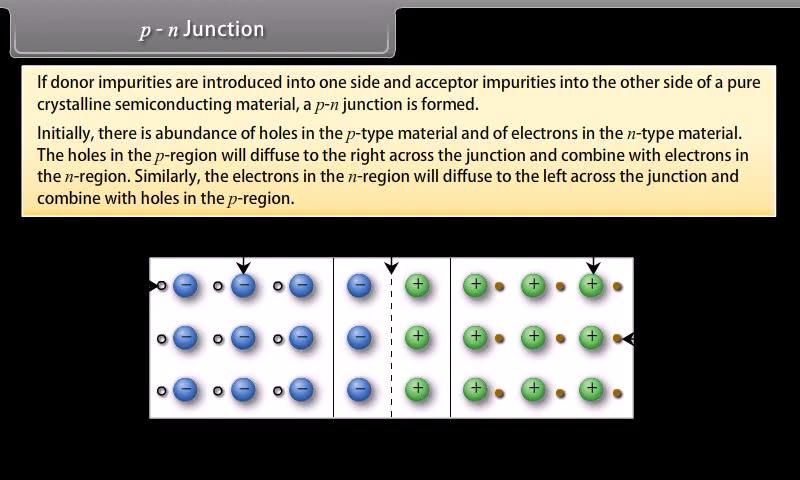 p - n Junction
If donor impurities are introduced into one side and acceptor impurities into the other side of a pure
crystalline semiconducting material, a p-n junction is formed.
Initially, there is abundance of holes in the p-type material and of electrons in the n-type material.
The holes in the p-region will diffuse to the right across the junction and combine with electrons in
the n-region. Similarly, the electrons in the n-region will diffuse to the left across the junction and
combine with holes in the p-region.
− − − − + + + +
− − − − + + + +
− − − − + + + +